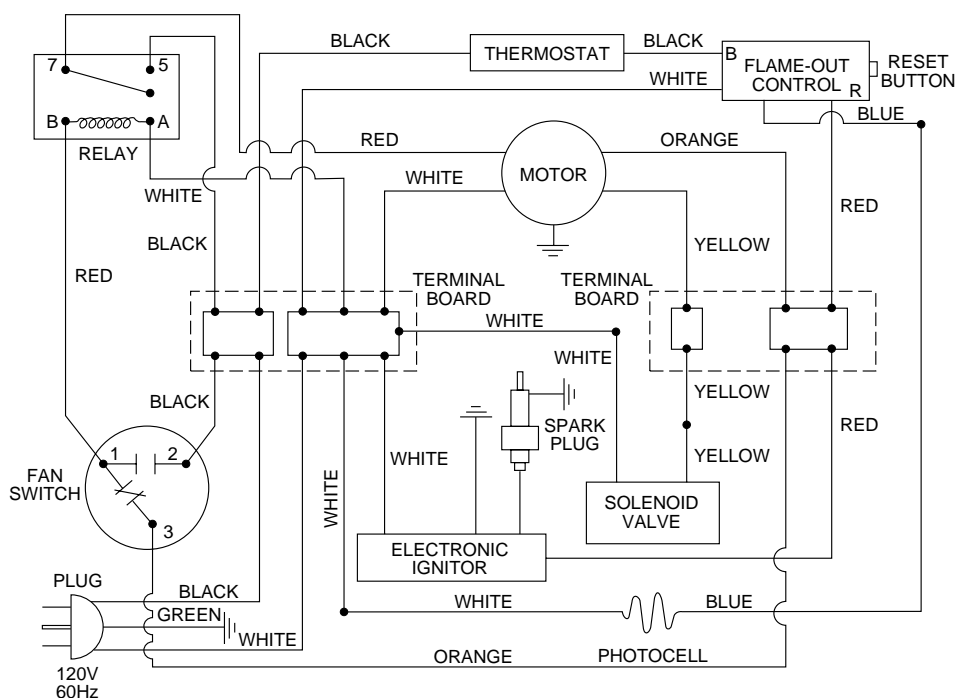 BLACK
THERMOSTAT
BLACK
B
FLAME-OUT
CONTROL
R
RESET
BUTTON
7
5
WHITE
B
A
RELAY
RED
MOTOR
ORANGE
BLUE
WHITE
WHITE
RED
BLACK
YELLOW
RED
TERMINAL
BOARD
TERMINAL
BOARD
WHITE
WHITE
YELLOW
BLACK
SPARK
PLUG
RED
1
2
WHITE
YELLOW
FAN
SWITCH
WHITE
SOLENOID
VALVE
3
ELECTRONIC
IGNITOR
PLUG
BLACK
WHITE
BLUE
GREEN
WHITE
ORANGE
PHOTOCELL
120V
60Hz